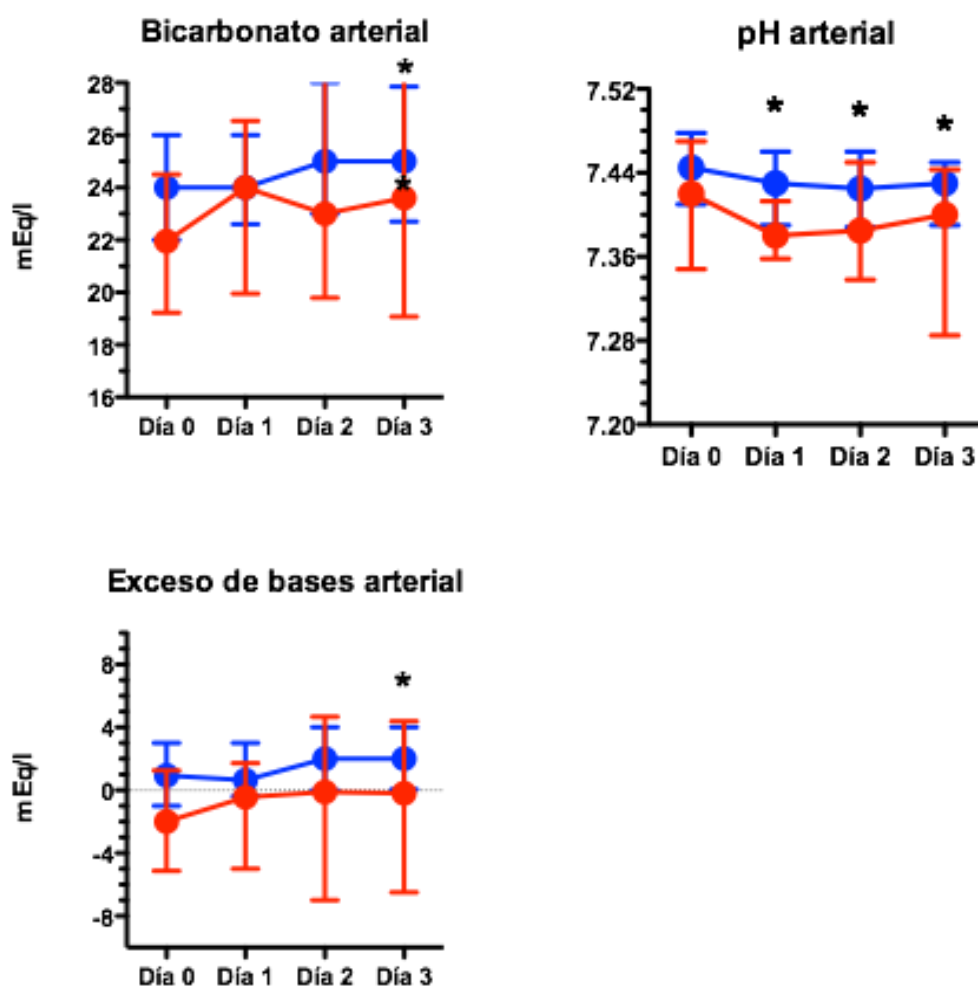 Bicarbonato arterial
*
28
26
24
22
20
18
16
mEq/l
*
Día 0 Día 1 Día 2 Día 3
pH arterial
7.52
7.44
7.36
7.28
7.20
* * *
Día 0 Día 1 Día 2 Día 3
Exceso de bases arterial
8
4
0
-4
-8
mEq/l
*
Día 0 Día 1 Día 2 Día 3